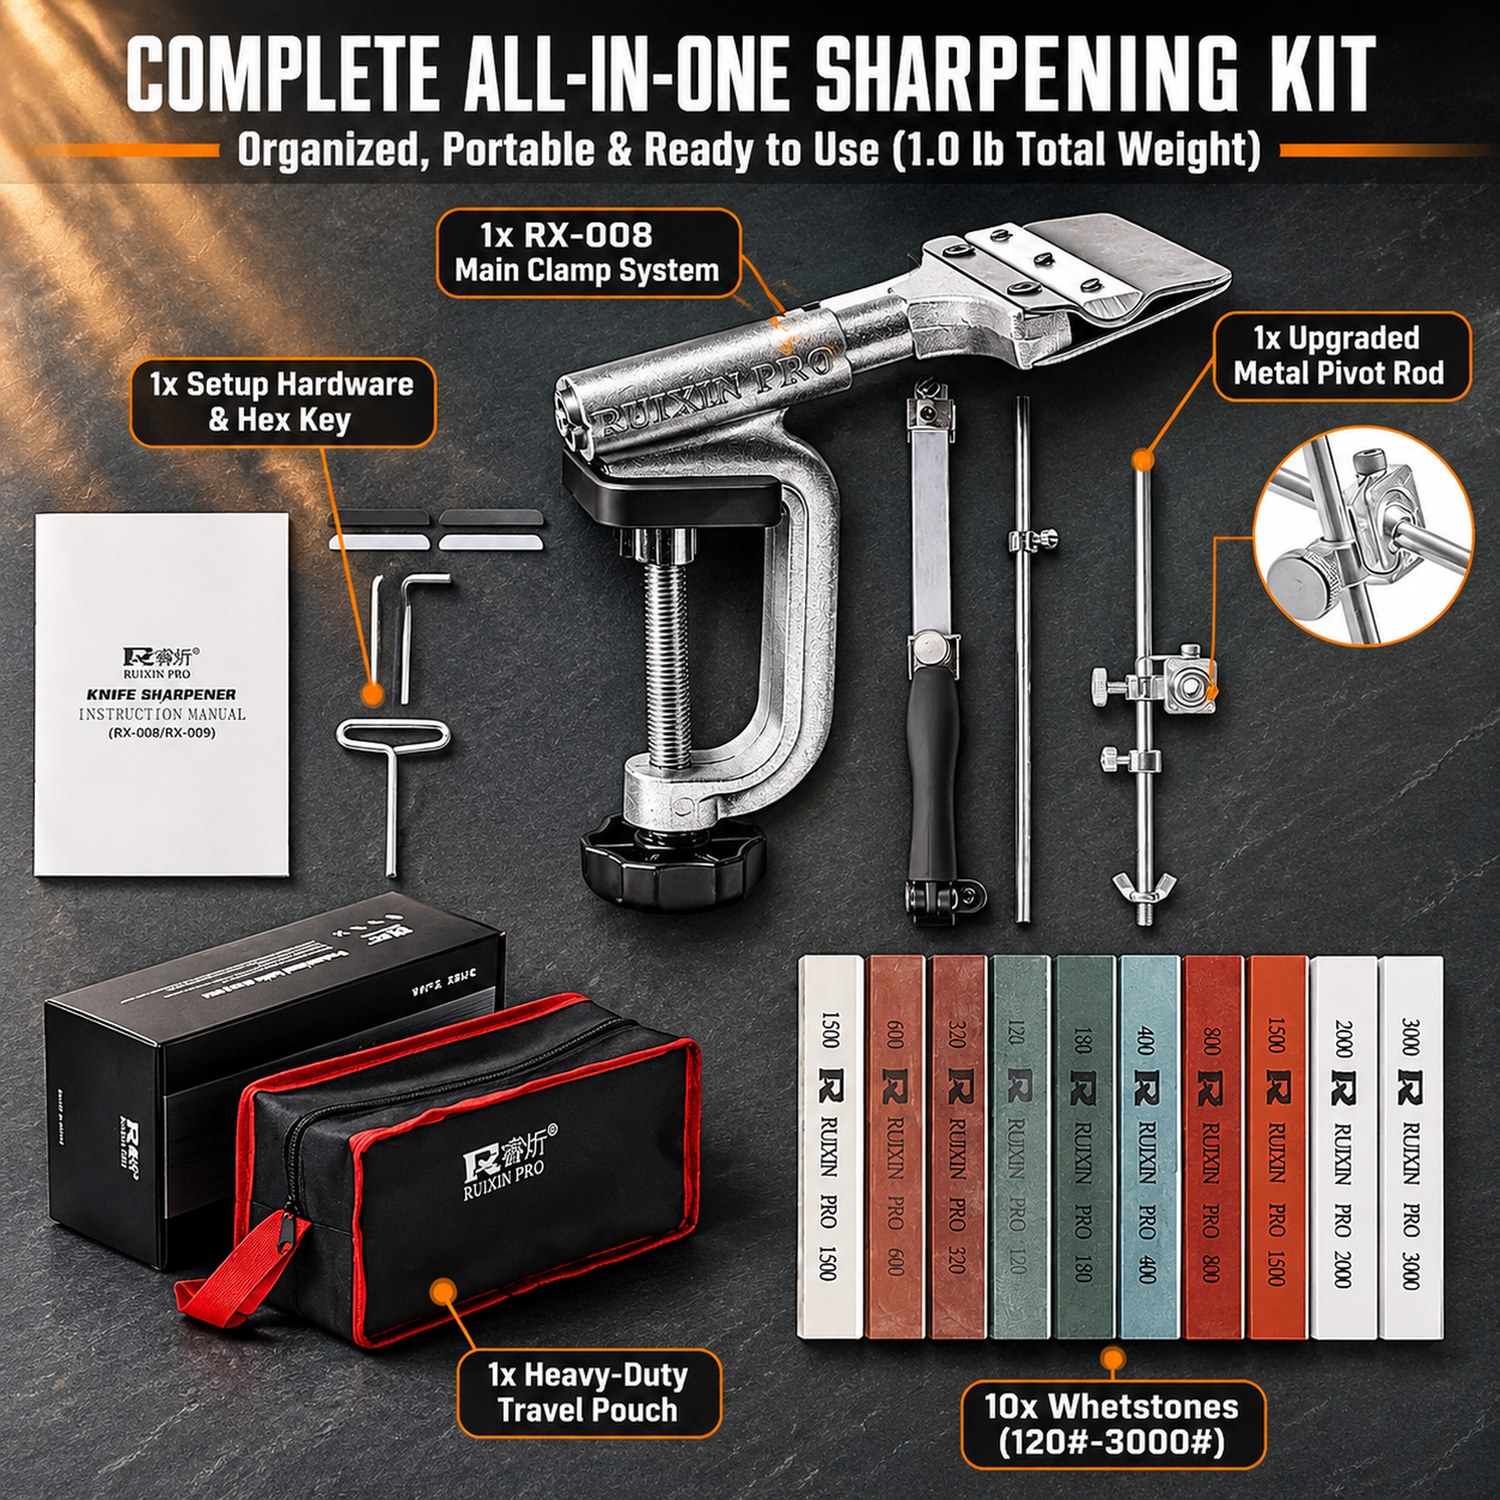 COMPLETE ALL-IN-ONE SHARPENING KIT
Organized, Portable & Ready to Use (1.0 lb Total Weight)
1x RX-008
Main Clamp System
1x Upgraded
Metal Pivot Rod
1x Setup Hardware
& Hex Key
RUIXIN PRO
R睿炘®
RUIXIN PRO
KNIFE SHARPENER
INSTRUCTION MANUAL
(RX-008/RX-009)
R睿炘®
RUIXIN PRO
1x Heavy-Duty
Travel Pouch
1500 R RUIXIN PRO 1500
600 R RUIXIN PRO 600
320 R RUIXIN PRO 320
120 R RUIXIN PRO 120
180 R RUIXIN PRO 180
400 R RUIXIN PRO 400
800 R RUIXIN PRO 800
1500 R RUIXIN PRO 1500
2000 R RUIXIN PRO 2000
3000 R RUIXIN PRO 3000
10x Whetstones
(120#-3000#)